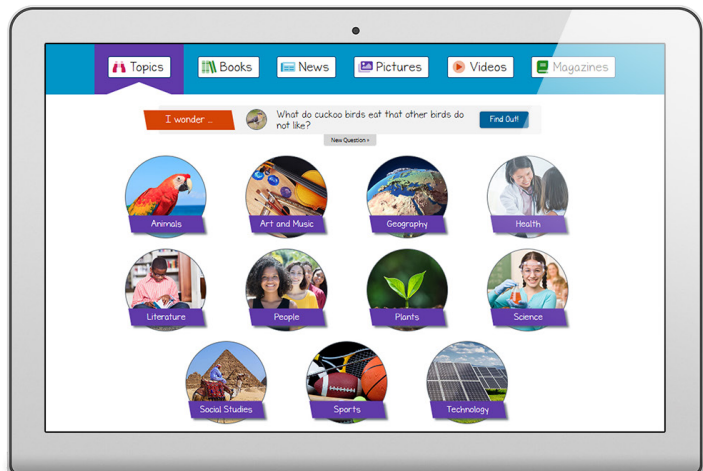 Topics
Books
News
Pictures
Videos
Magazines
I wonder ...
What do cuckoo birds eat that other birds do
not like?
Find Out!
New Question >
Animals
Art and Music
Geography
Health
Literature
People
Plants
Science
Social Studies
Sports
Technology